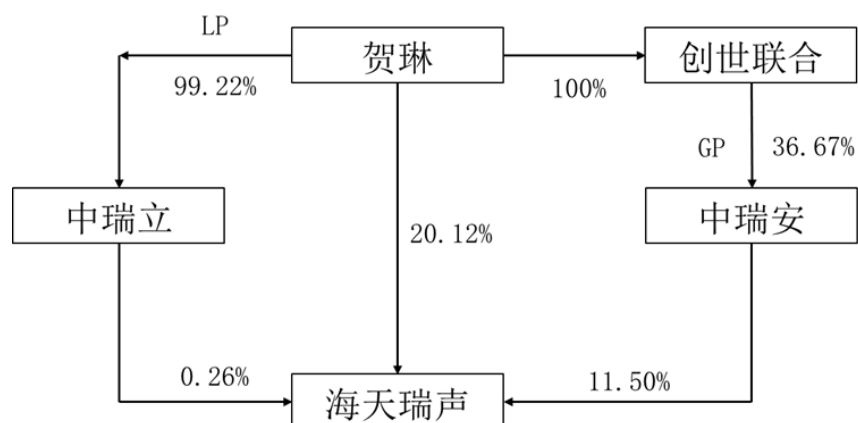 LP
贺琳
创世联合
99.22%
100%
GP
36.67%
中瑞立
中瑞安
20.12%
0.26%
11.50%
海天瑞声